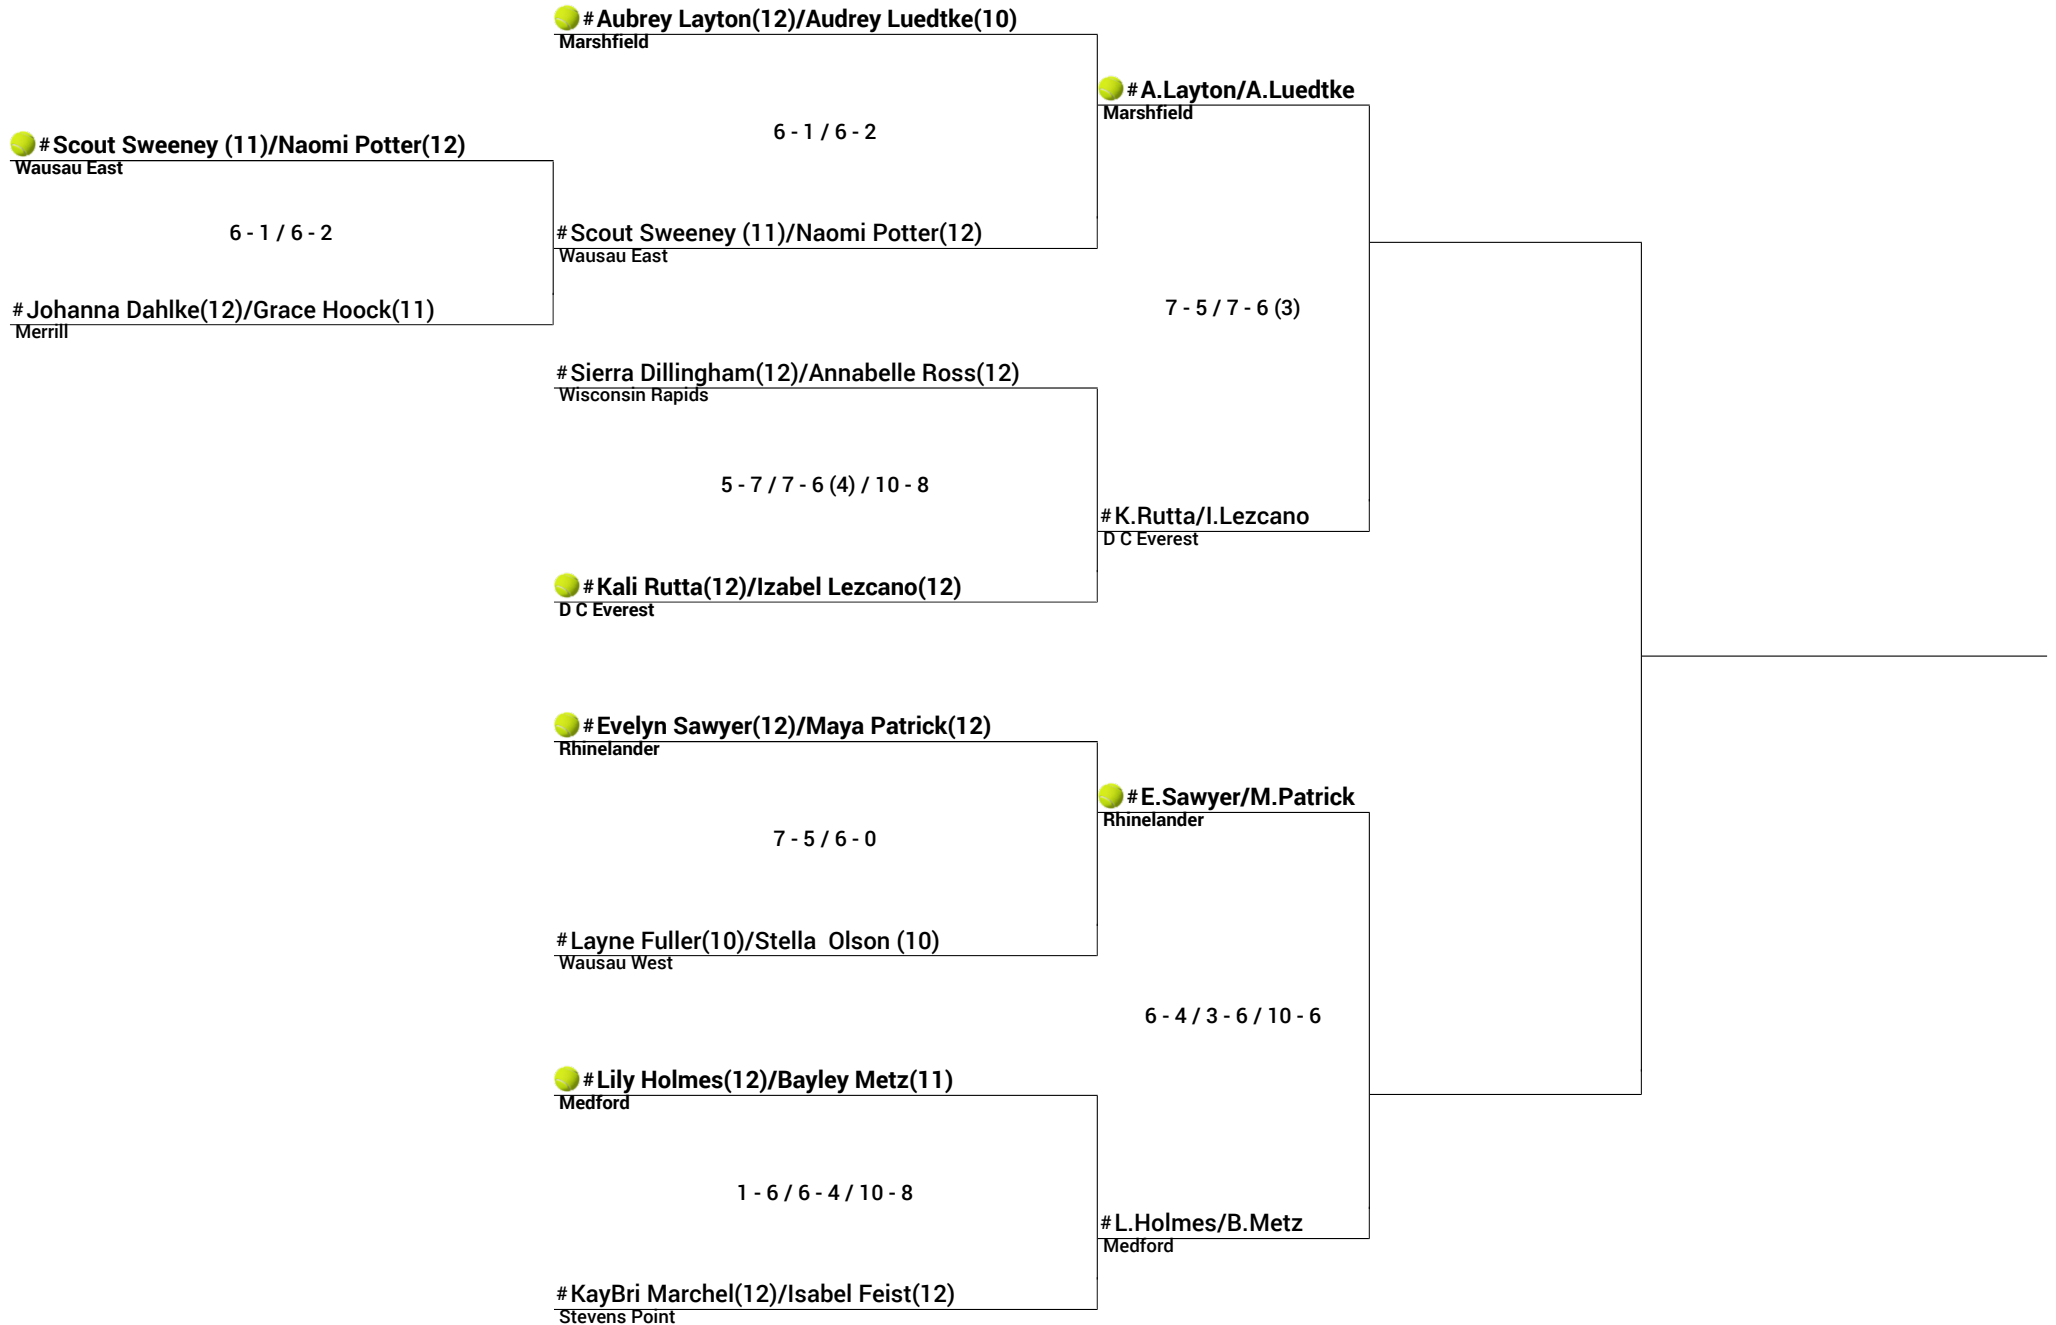 #Aubrey Layton(12)/Audrey Luedtke(10)
Marshfield
#A.Layton/A.Luedtke
Marshfield
6 - 1 / 6 - 2
#Scout Sweeney (11)/Naomi Potter(12)
Wausau East
6 - 1 / 6 - 2
#Scout Sweeney (11)/Naomi Potter(12)
Wausau East
#Johanna Dahlke(12)/Grace Hoock(11)
Merrill
7 - 5 / 7 - 6 (3)
#Sierra Dillingham(12)/Annabelle Ross(12)
Wisconsin Rapids
5 - 7 / 7 - 6 (4) / 10 - 8
#K.Rutta/I.Lezcano
D C Everest
#Kali Rutta(12)/Izabel Lezcano(12)
D C Everest
#Evelyn Sawyer(12)/Maya Patrick(12)
Rhinelander
#E.Sawyer/M.Patrick
Rhinelander
7 - 5 / 6 - 0
#Layne Fuller(10)/Stella  Olson (10)
Wausau West
6 - 4 / 3 - 6 / 10 - 6
#Lily Holmes(12)/Bayley Metz(11)
Medford
1 - 6 / 6 - 4 / 10 - 8
#L.Holmes/B.Metz
Medford
#KayBri Marchel(12)/Isabel Feist(12)
Stevens Point